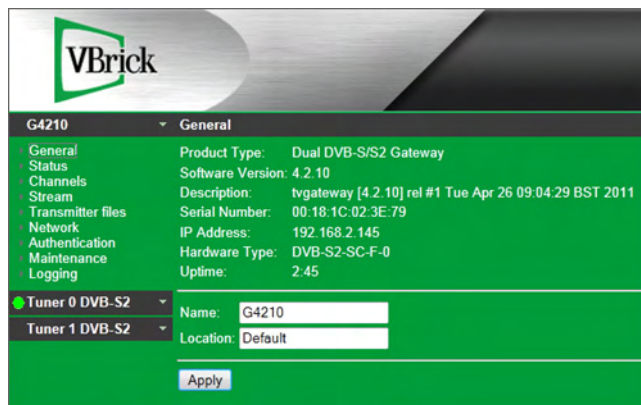 VBrick
G4210
General
Status
Channels
Stream
Transmitter files
Network
Authentication
Maintenance
Logging
Tuner 0 DVB-S2
Tuner 1 DVB-S2
General
Product Type: Dual DVB-S/S2 Gateway
Software Version: 4.2.10
Description: tvgateway [4.2.10] rel #1 Tue Apr 26 09:04:29 BST 2011
Serial Number: 00:18:1C:02:3E:79
IP Address: 192.168.2.145
Hardware Type: DVB-S2-SC-F-0
Uptime: 2:45
Name: G4210
Location: Default
Apply